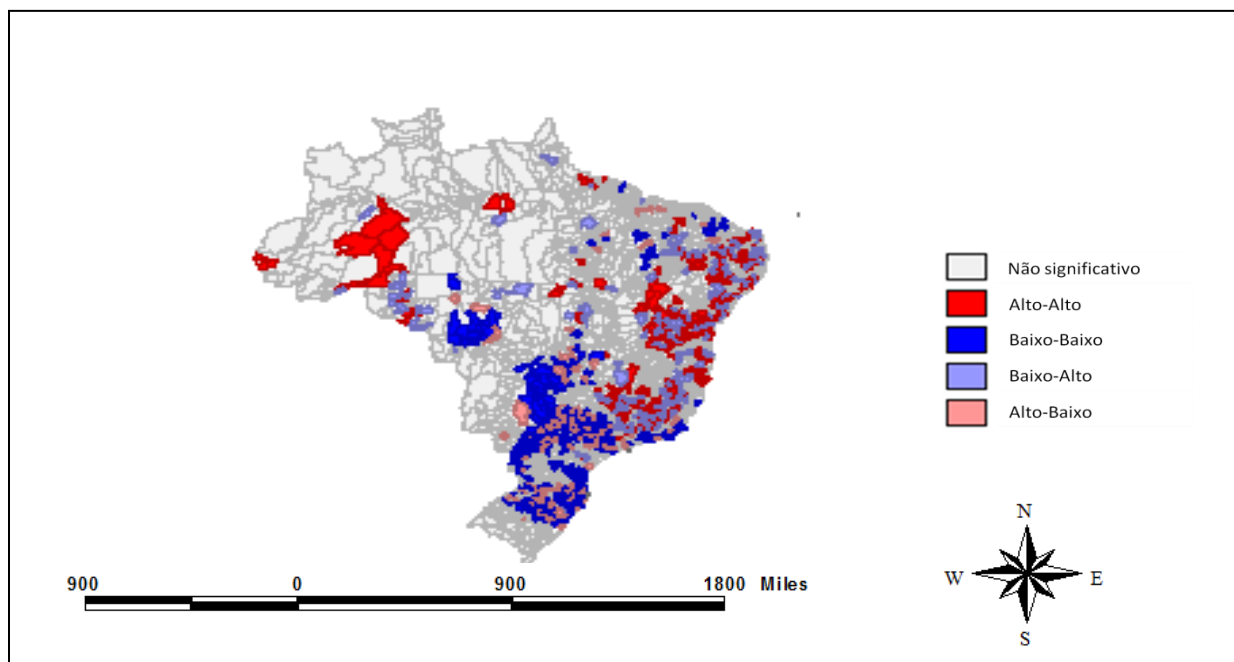 Não significativo
Alto-Alto
Baixo-Baixo
Baixo-Alto
Alto-Baixo
N
W E
S
900 0 900 1800 Miles